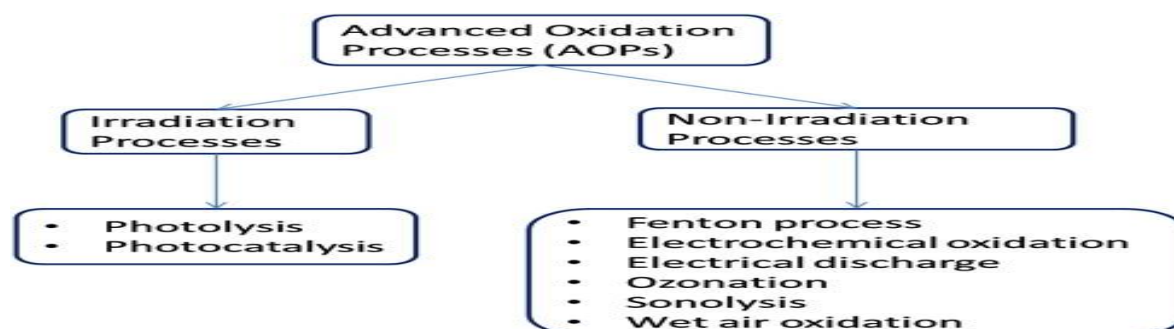 Advanced Oxidation
Processes (AOPs)
Irradiation
Processes
Non-Irradiation
Processes
• Photolysis
• Photocatalysis
• Fenton process
• Electrochemical oxidation
• Electrical discharge
• Ozonation
• Sonolysis
• Wet air oxidation